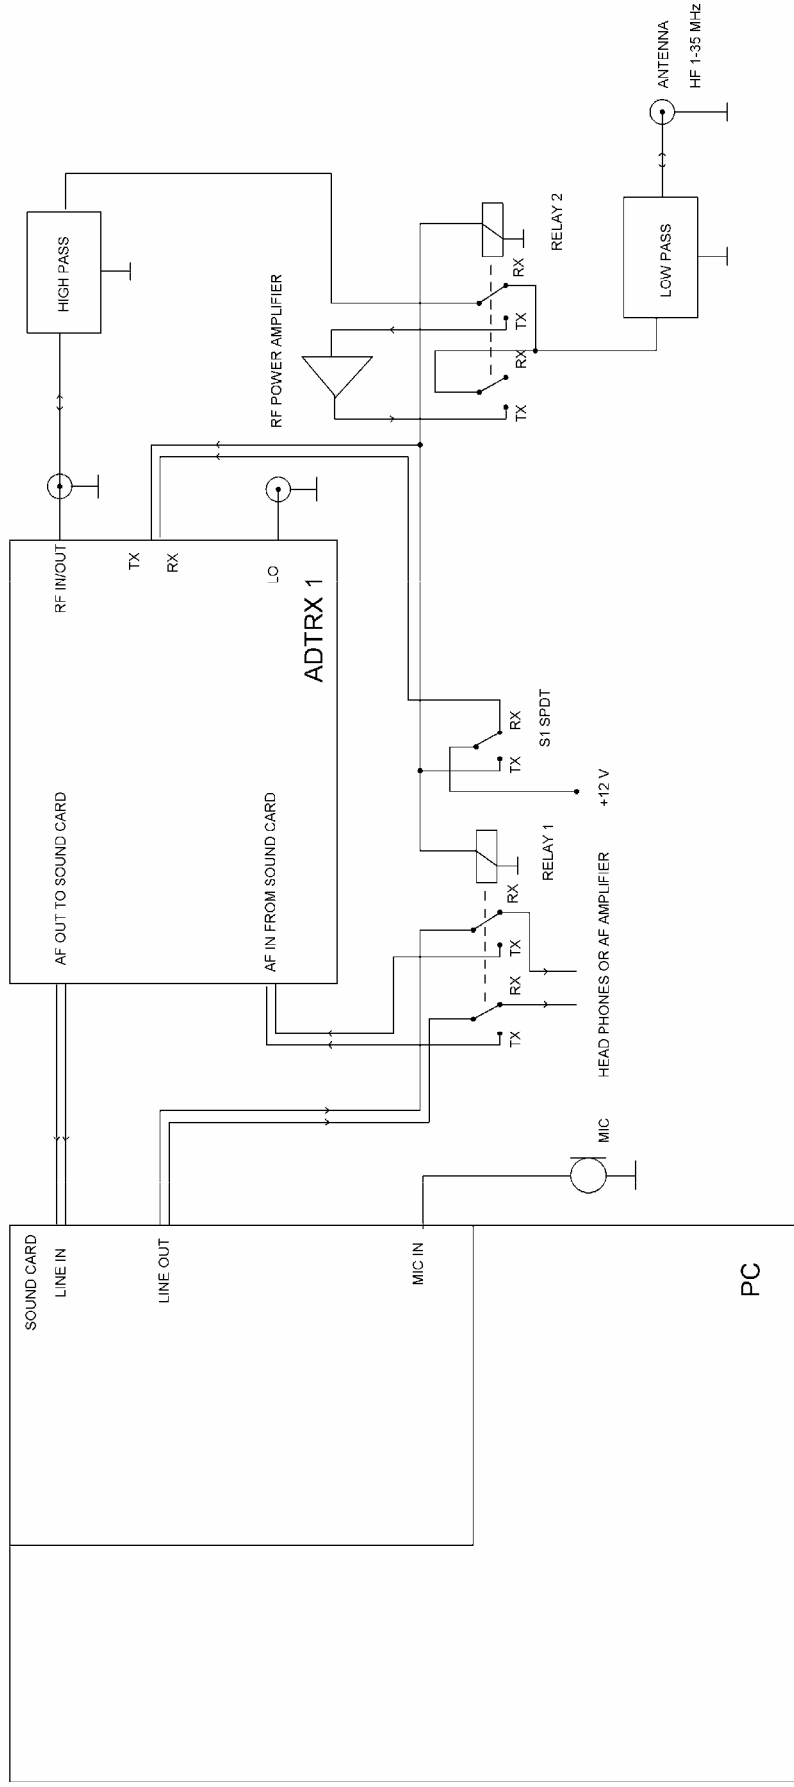 SOUND CARD
LINE IN
LINE OUT
MIC IN
PC
MIC
HEAD PHONES OR AF AMPLIFIER
AF OUT TO SOUND CARD
AF IN FROM SOUND CARD
RF IN/OUT
TX
RX
LO
ADTRX 1
TX
RX
TX
RX
RELAY 1
+12 V
TX
RX
S1 SPDT
RF POWER AMPLIFIER
HIGH PASS
TX
RX
TX
RX
RELAY 2
LOW PASS
ANTENNA
HF 1-35 MHz